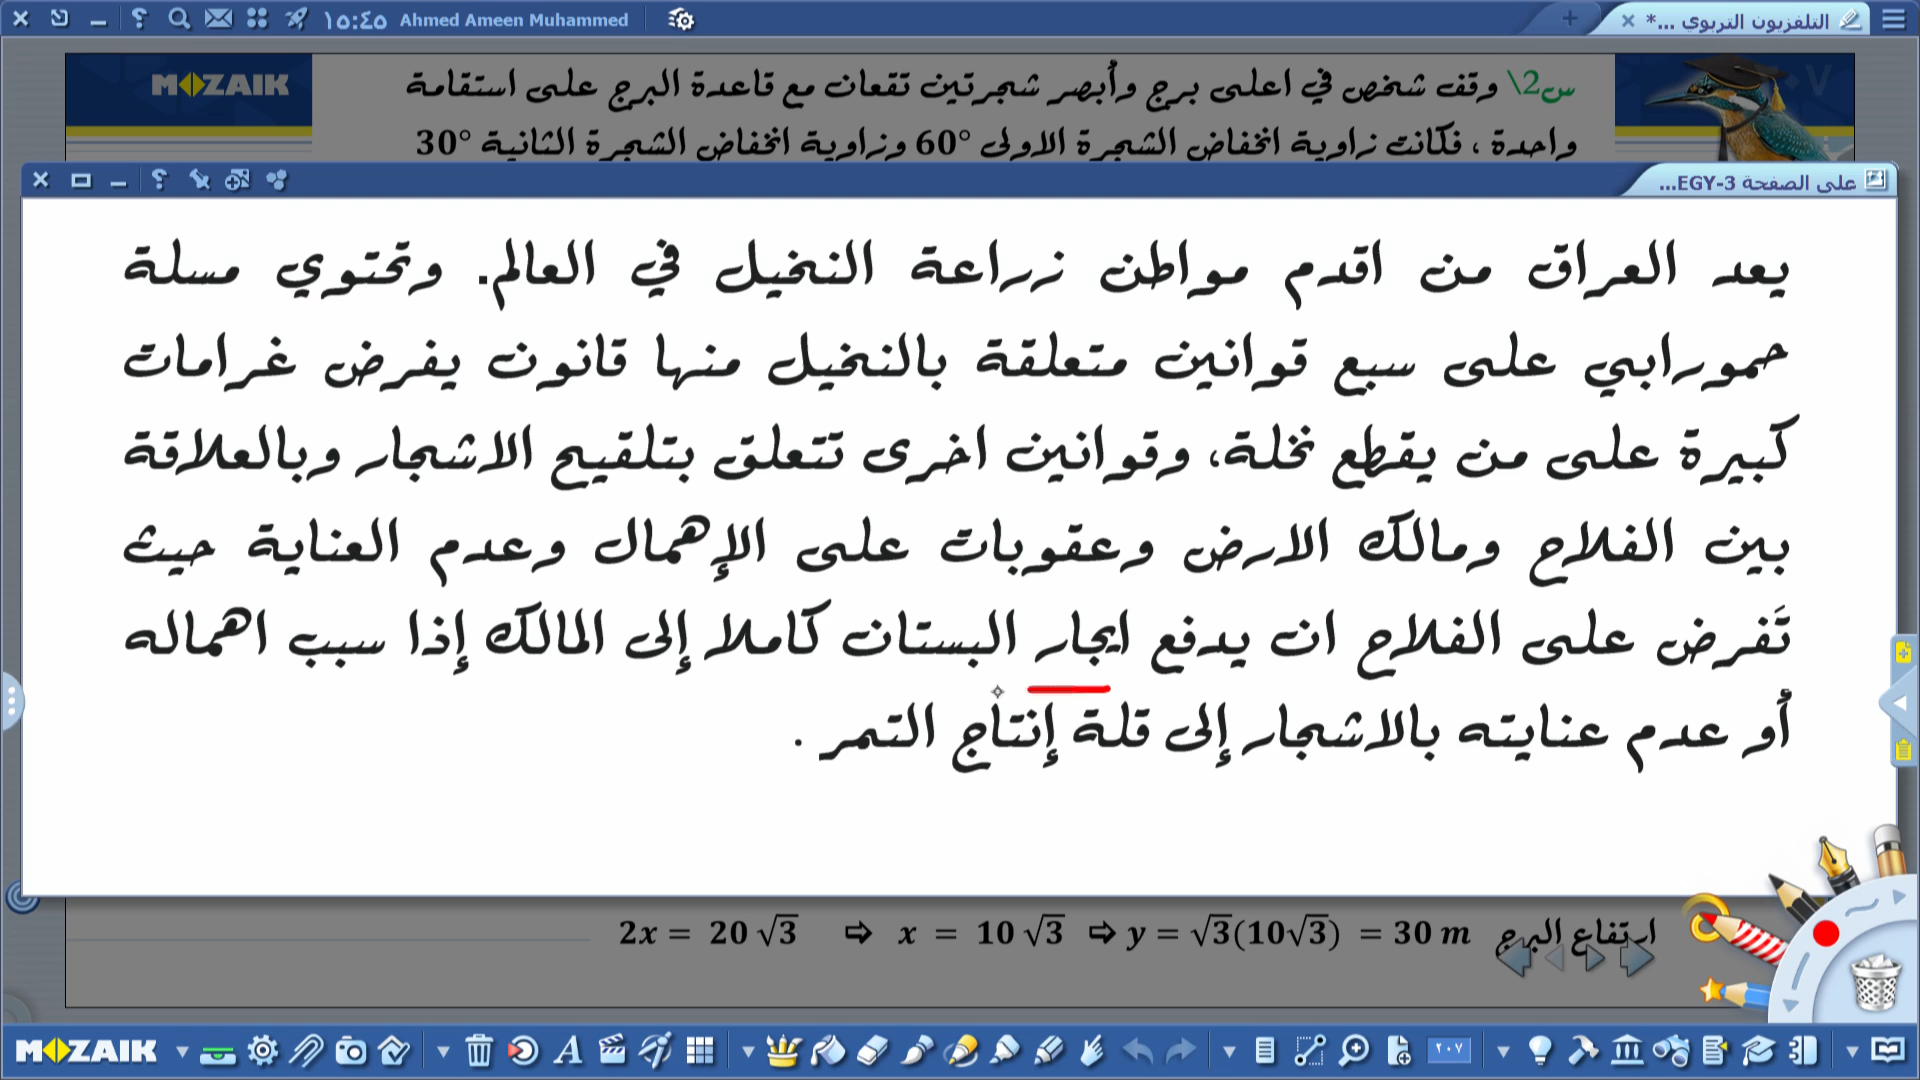 ١٥:٤٥ Ahmed Ameen Muhammed
التلفزيون التربوي ...*
MOZAIK
س2\ وقف شخص في اعلى برج وأبصر شجرتين تقعان مع قاعدة البرج على استقامة
واحدة ، فكانت زاوية انخفاض الشجرة الاولى 60° وزاوية انخفاض الشجرة الثانية 30°
على الصفحة EGY-3...
يعد العراق من اقدم مواطن زراعة النخيل في العالم. وتحتوي مسلة
حمورابي على سبع قوانين متعلقة بالنخيل منها قانون يفرض غرامات
كبيرة على من يقطع نخلة، وقوانين اخرى تتعلق بتلقيح الاشجار وبالعلاقة
بين الفلاح ومالك الارض وعقوبات على الإهمال وعدم العناية حيث
تَفرض على الفلاح ان يدفع ايجار البستان كاملا إلى المالك إذا سبب اهماله
أو عدم عنايته بالاشجار إلى قلة إنتاج التمر .
2x = 20 √3 ⇨ x = 10 √3 ⇨ y = √3(10√3) = 30 m ارتفاع البرج
MOZAIK
٢٠٧